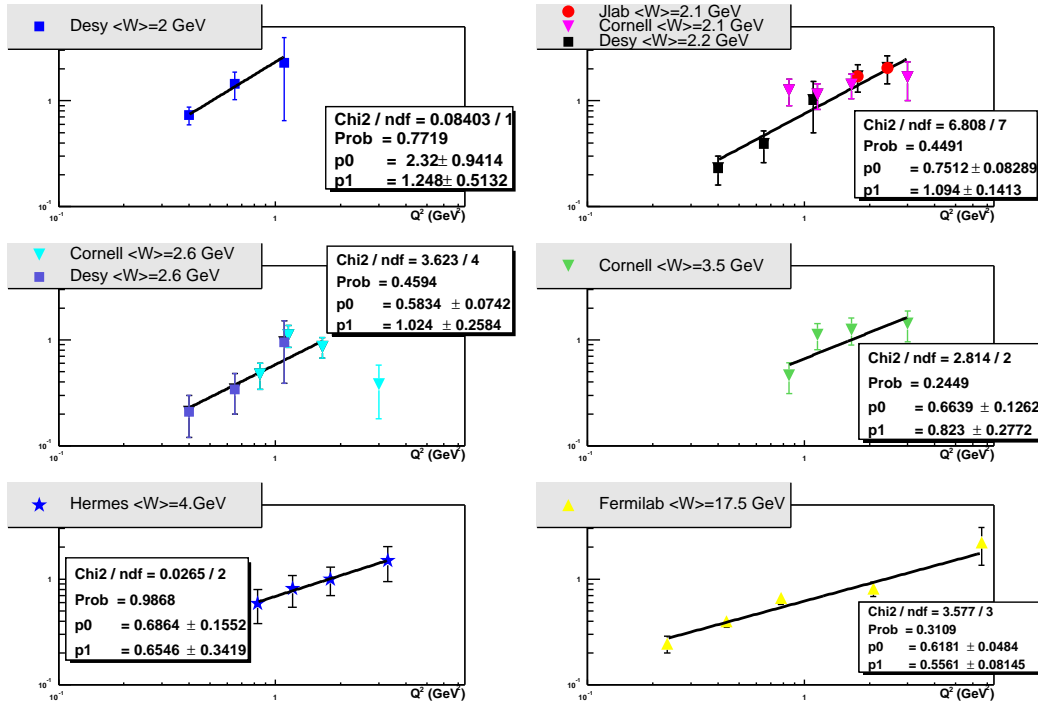 Desy <W>=2 GeV
1
10⁻¹
10⁻¹
1
Q² (GeV²)
Chi2 / ndf = 0.08403 / 1
Prob = 0.7719
p0 = 2.32 ± 0.9414
p1 = 1.248 ± 0.5132
Jlab <W>=2.1 GeV
Cornell <W>=2.1 GeV
Desy <W>=2.2 GeV
1
10⁻¹
10⁻¹
1
Q² (GeV²)
Chi2 / ndf = 6.808 / 7
Prob = 0.4491
p0 = 0.7512 ± 0.08289
p1 = 1.094 ± 0.1413
Cornell <W>=2.6 GeV
Desy <W>=2.6 GeV
1
10⁻¹
10⁻¹
1
Q² (GeV²)
Chi2 / ndf = 3.623 / 4
Prob = 0.4594
p0 = 0.5834 ± 0.0742
p1 = 1.024 ± 0.2584
Cornell <W>=3.5 GeV
1
10⁻¹
10⁻¹
1
Q² (GeV²)
Chi2 / ndf = 2.814 / 2
Prob = 0.2449
p0 = 0.6639 ± 0.1262
p1 = 0.823 ± 0.2772
Hermes <W>=4.GeV
1
10⁻¹
10⁻¹
1
Q² (GeV²)
Chi2 / ndf = 0.0265 / 2
Prob = 0.9868
p0 = 0.6864 ± 0.1552
p1 = 0.6546 ± 0.3419
Fermilab <W>=17.5 GeV
1
10⁻¹
10⁻¹
1
Q² (GeV²)
Chi2 / ndf = 3.577 / 3
Prob = 0.3109
p0 = 0.6181 ± 0.0484
p1 = 0.5561 ± 0.08145